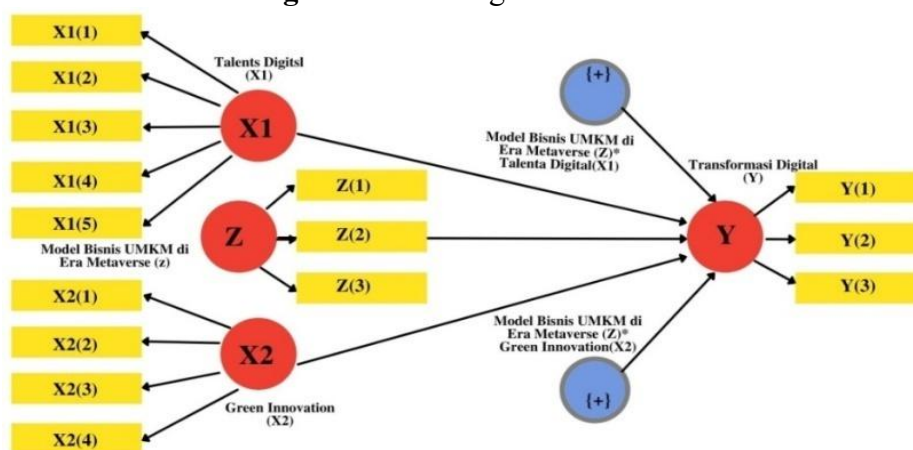 X1(1)
X1(2)
X1(3)
X1(4)
X1(5)
Talents Digitsl
(X1)
X1
Z
Model Bisnis UMKM di
Era Metaverse (z)
Z(1)
Z(2)
Z(3)
X2(1)
X2(2)
X2(3)
X2(4)
X2
Green Innovation
(X2)
{+}
Model Bisnis UMKM di
Era Metaverse (Z)*
Talenta Digital(X1)
Transformasi Digital
(Y)
Y
Y(1)
Y(2)
Y(3)
Model Bisnis UMKM di
Era Metaverse (Z)*
Green Innovation(X2)
{+}